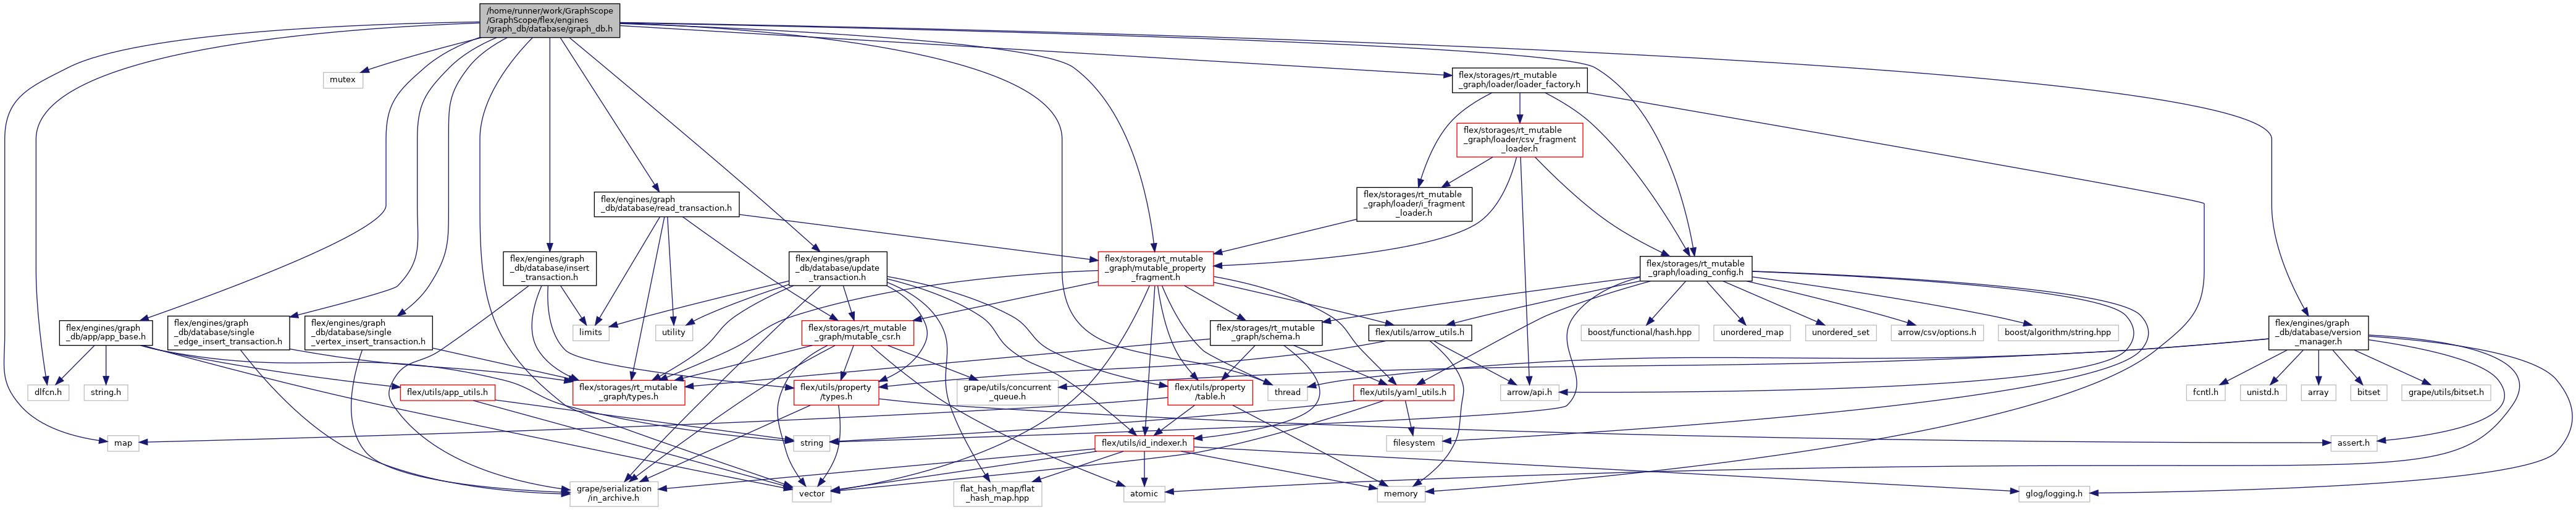 /home/runner/work/GraphScope
/GraphScope/flex/engines
/graph_db/database/graph_db.h
mutex
flex/storages/rt_mutable
_graph/loader/loader_factory.h
flex/storages/rt_mutable
_graph/loader/csv_fragment
_loader.h
flex/engines/graph
_db/database/read_transaction.h
flex/storages/rt_mutable
_graph/loader/i_fragment
_loader.h
flex/engines/graph
_db/database/insert
_transaction.h
flex/engines/graph
_db/database/update
_transaction.h
flex/storages/rt_mutable
_graph/mutable_property
_fragment.h
flex/storages/rt_mutable
_graph/loading_config.h
flex/engines/graph
_db/app/app_base.h
flex/engines/graph
_db/database/single
_edge_insert_transaction.h
flex/engines/graph
_db/database/single
_vertex_insert_transaction.h
limits
utility
flex/storages/rt_mutable
_graph/mutable_csr.h
flex/storages/rt_mutable
_graph/schema.h
flex/utils/arrow_utils.h
boost/functional/hash.hpp
unordered_map
unordered_set
arrow/csv/options.h
boost/algorithm/string.hpp
flex/engines/graph
_db/database/version
_manager.h
dlfcn.h
string.h
flex/utils/app_utils.h
flex/storages/rt_mutable
_graph/types.h
flex/utils/property
/types.h
grape/utils/concurrent
_queue.h
flex/utils/property
/table.h
thread
flex/utils/yaml_utils.h
arrow/api.h
fcntl.h
unistd.h
array
bitset
grape/utils/bitset.h
map
string
flex/utils/id_indexer.h
filesystem
assert.h
grape/serialization
/in_archive.h
vector
flat_hash_map/flat
_hash_map.hpp
atomic
memory
glog/logging.h